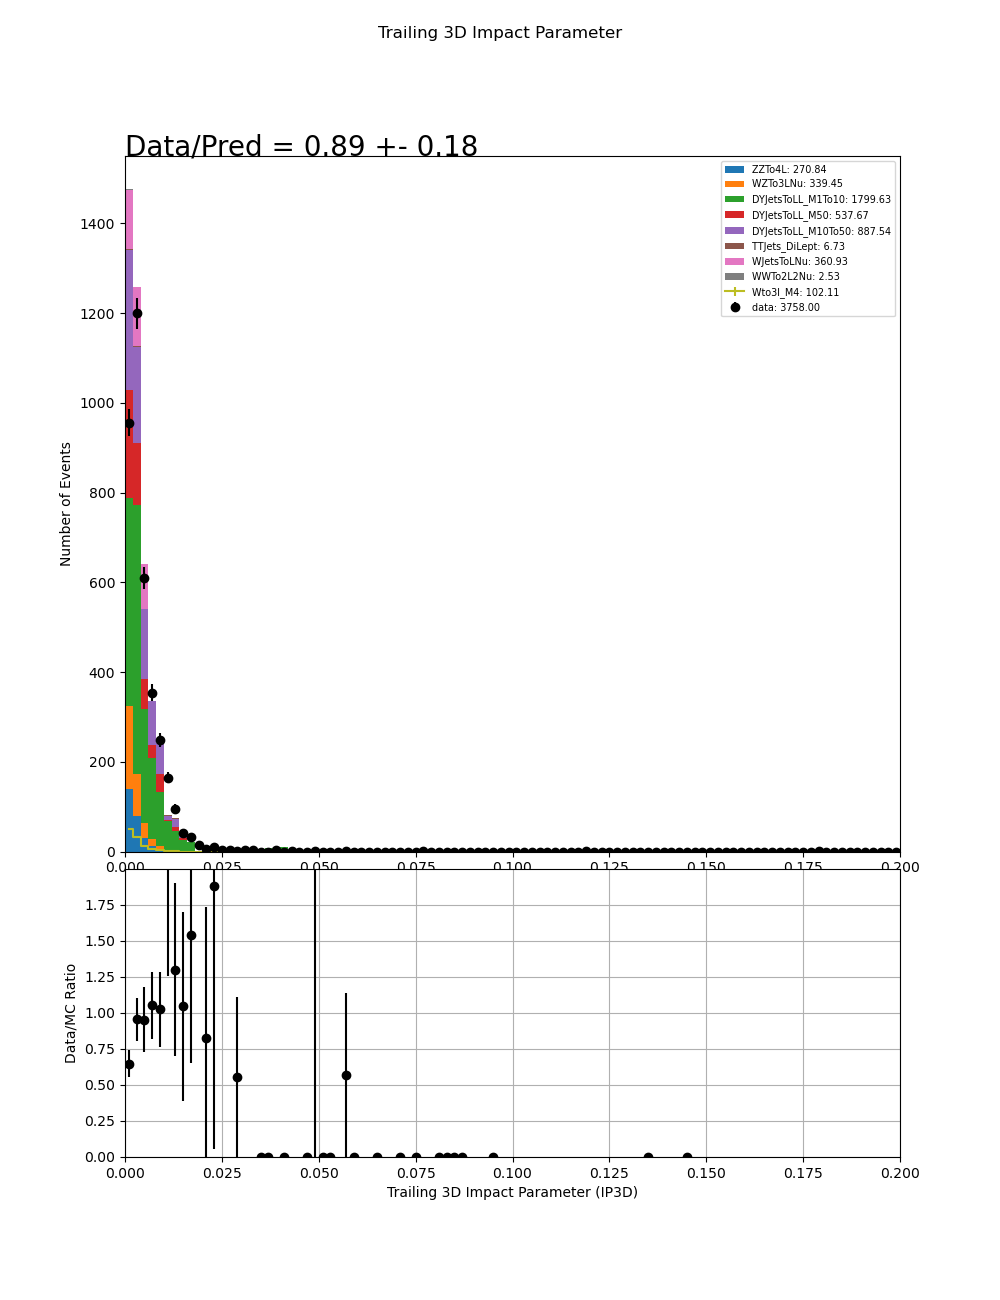 Trailing 3D Impact Parameter
Data/Pred = 0.89 +- 0.18
ZZTo4L: 270.84
WZTo3LNu: 339.45
DYJetsToLL_M1To10: 1799.63
DYJetsToLL_M50: 537.67
DYJetsToLL_M10To50: 887.54
TTJets_DiLept: 6.73
WJetsToLNu: 360.93
WWTo2L2Nu: 2.53
Wto3l_M4: 102.11
data: 3758.00
Number of Events
1400
1200
1000
800
600
400
200
0
0.000 0.025 0.050 0.075 0.100 0.125 0.150 0.175 0.200
Data/MC Ratio
1.75
1.50
1.25
1.00
0.75
0.50
0.25
0.00
0.000 0.025 0.050 0.075 0.100 0.125 0.150 0.175 0.200
Trailing 3D Impact Parameter (IP3D)